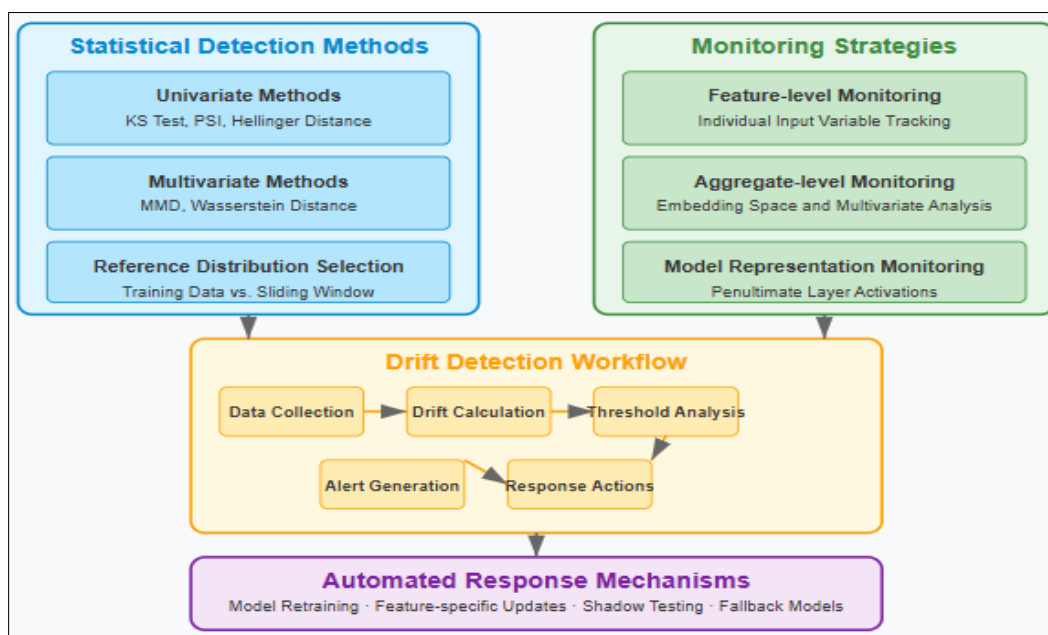 Statistical Detection Methods
Univariate Methods
KS Test, PSI, Hellinger Distance
Multivariate Methods
MMD, Wasserstein Distance
Reference Distribution Selection
Training Data vs. Sliding Window
Monitoring Strategies
Feature-level Monitoring
Individual Input Variable Tracking
Aggregate-level Monitoring
Embedding Space and Multivariate Analysis
Model Representation Monitoring
Penultimate Layer Activations
Drift Detection Workflow
Data Collection
Drift Calculation
Threshold Analysis
Alert Generation
Response Actions
Automated Response Mechanisms
Model Retraining · Feature-specific Updates · Shadow Testing · Fallback Models